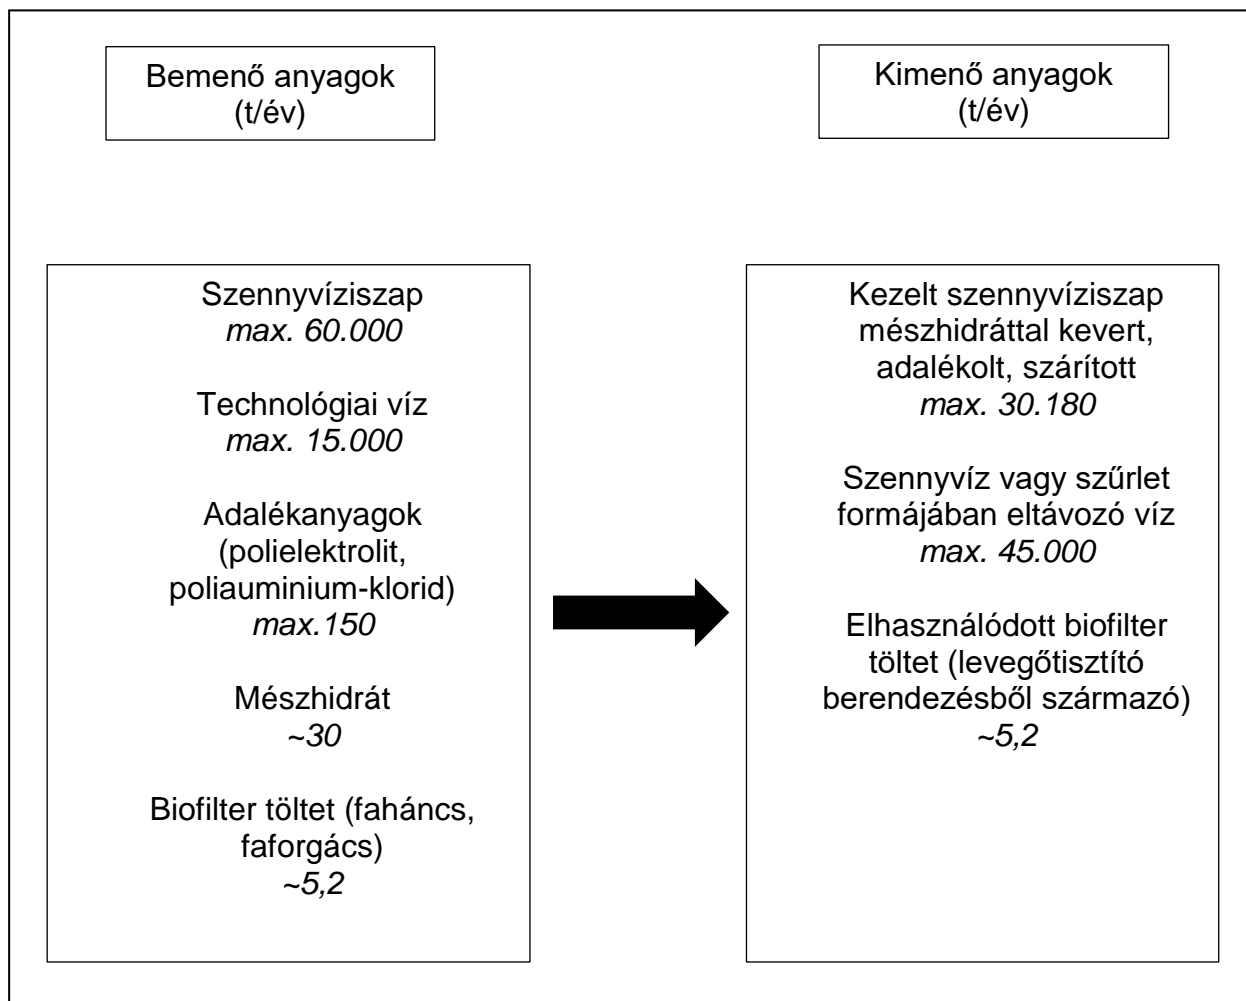 Bemenő anyagok
(t/év)
Kimenő anyagok
(t/év)
Szennyvíziszap
max. 60.000
Technológiai víz
max. 15.000
Adalékanyagok
(polielektrolit,
poliauminium-klorid)
max.150
Mészhidrát
~30
Biofilter töltet (faháncs,
faforgács)
~5,2
Kezelt szennyvíziszap
mészhidráttal kevert,
adalékolt, szárított
max. 30.180
Szennyvíz vagy szűrlet
formájában eltávozó víz
max. 45.000
Elhasználódott biofilter
töltet (levegőtisztító
berendezésből származó)
~5,2